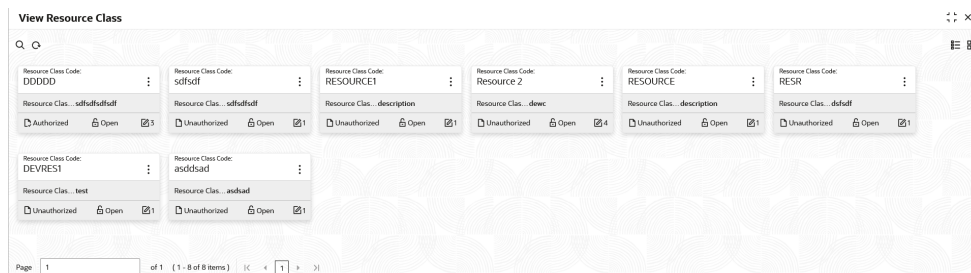 View Resource Class
Resource Class Code: Resource Class Code: Resource Class Code: Resource Class Code: Resource Class Code: Resource Class Code:
DDDDD sdfsdf RESOURCE1 Resource 2 RESOURCE RESR
Resource Clas... sdfsdfsdfsdf Resource Clas... sdfsdfsdf Resource Clas... description Resource Clas... dewc Resource Clas... description Resource Clas... dsfsdf
Authorized Open 3 Unauthorized Open 1 Unauthorized Open 1 Unauthorized Open 4 Unauthorized Open 1 Unauthorized Open 1
Resource Class Code: Resource Class Code:
DEVRES1 asddsad
Resource Clas... test Resource Clas... asdsad
Unauthorized Open 1 Unauthorized Open 1
Page 1 of 1 (1 - 8 of 8 items) 1